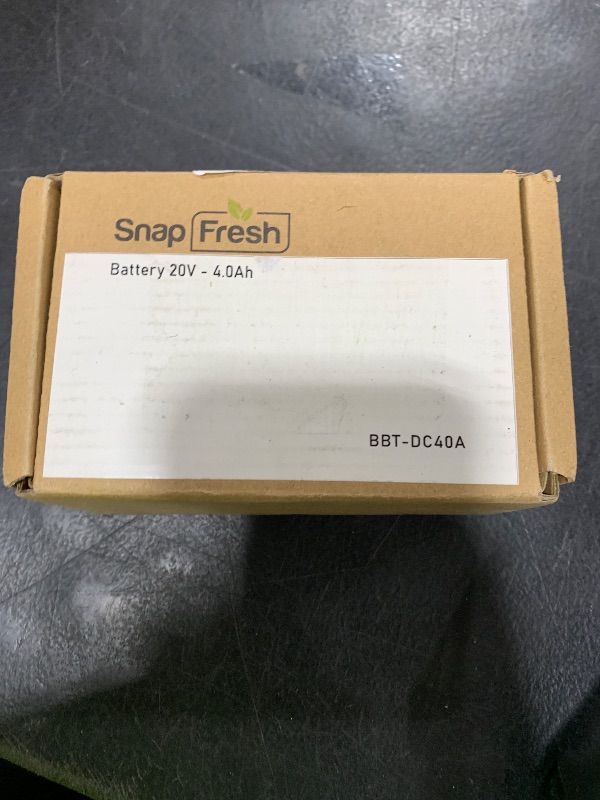 Snap Fresh
Battery 20V - 4.0Ah
BBT-DC40A